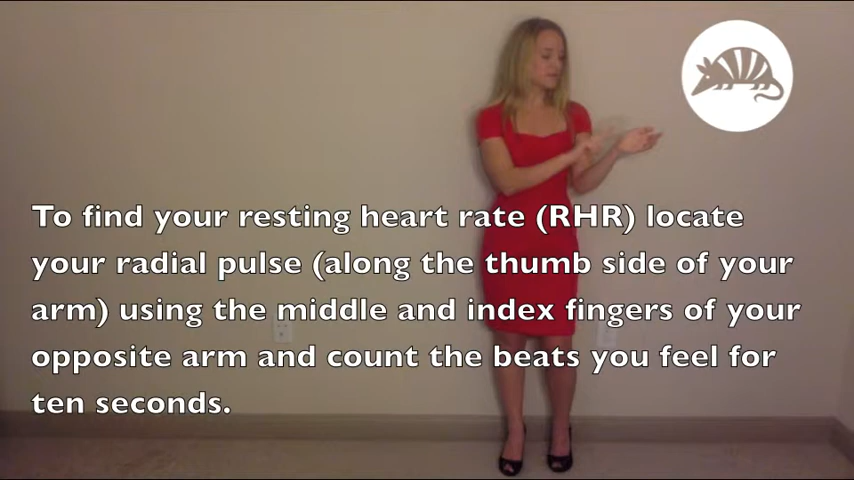 To find your resting heart rate (RHR) locate
your radial pulse (along the thumb side of your
arm) using the middle and index fingers of your
opposite arm and count the beats you feel for
ten seconds.